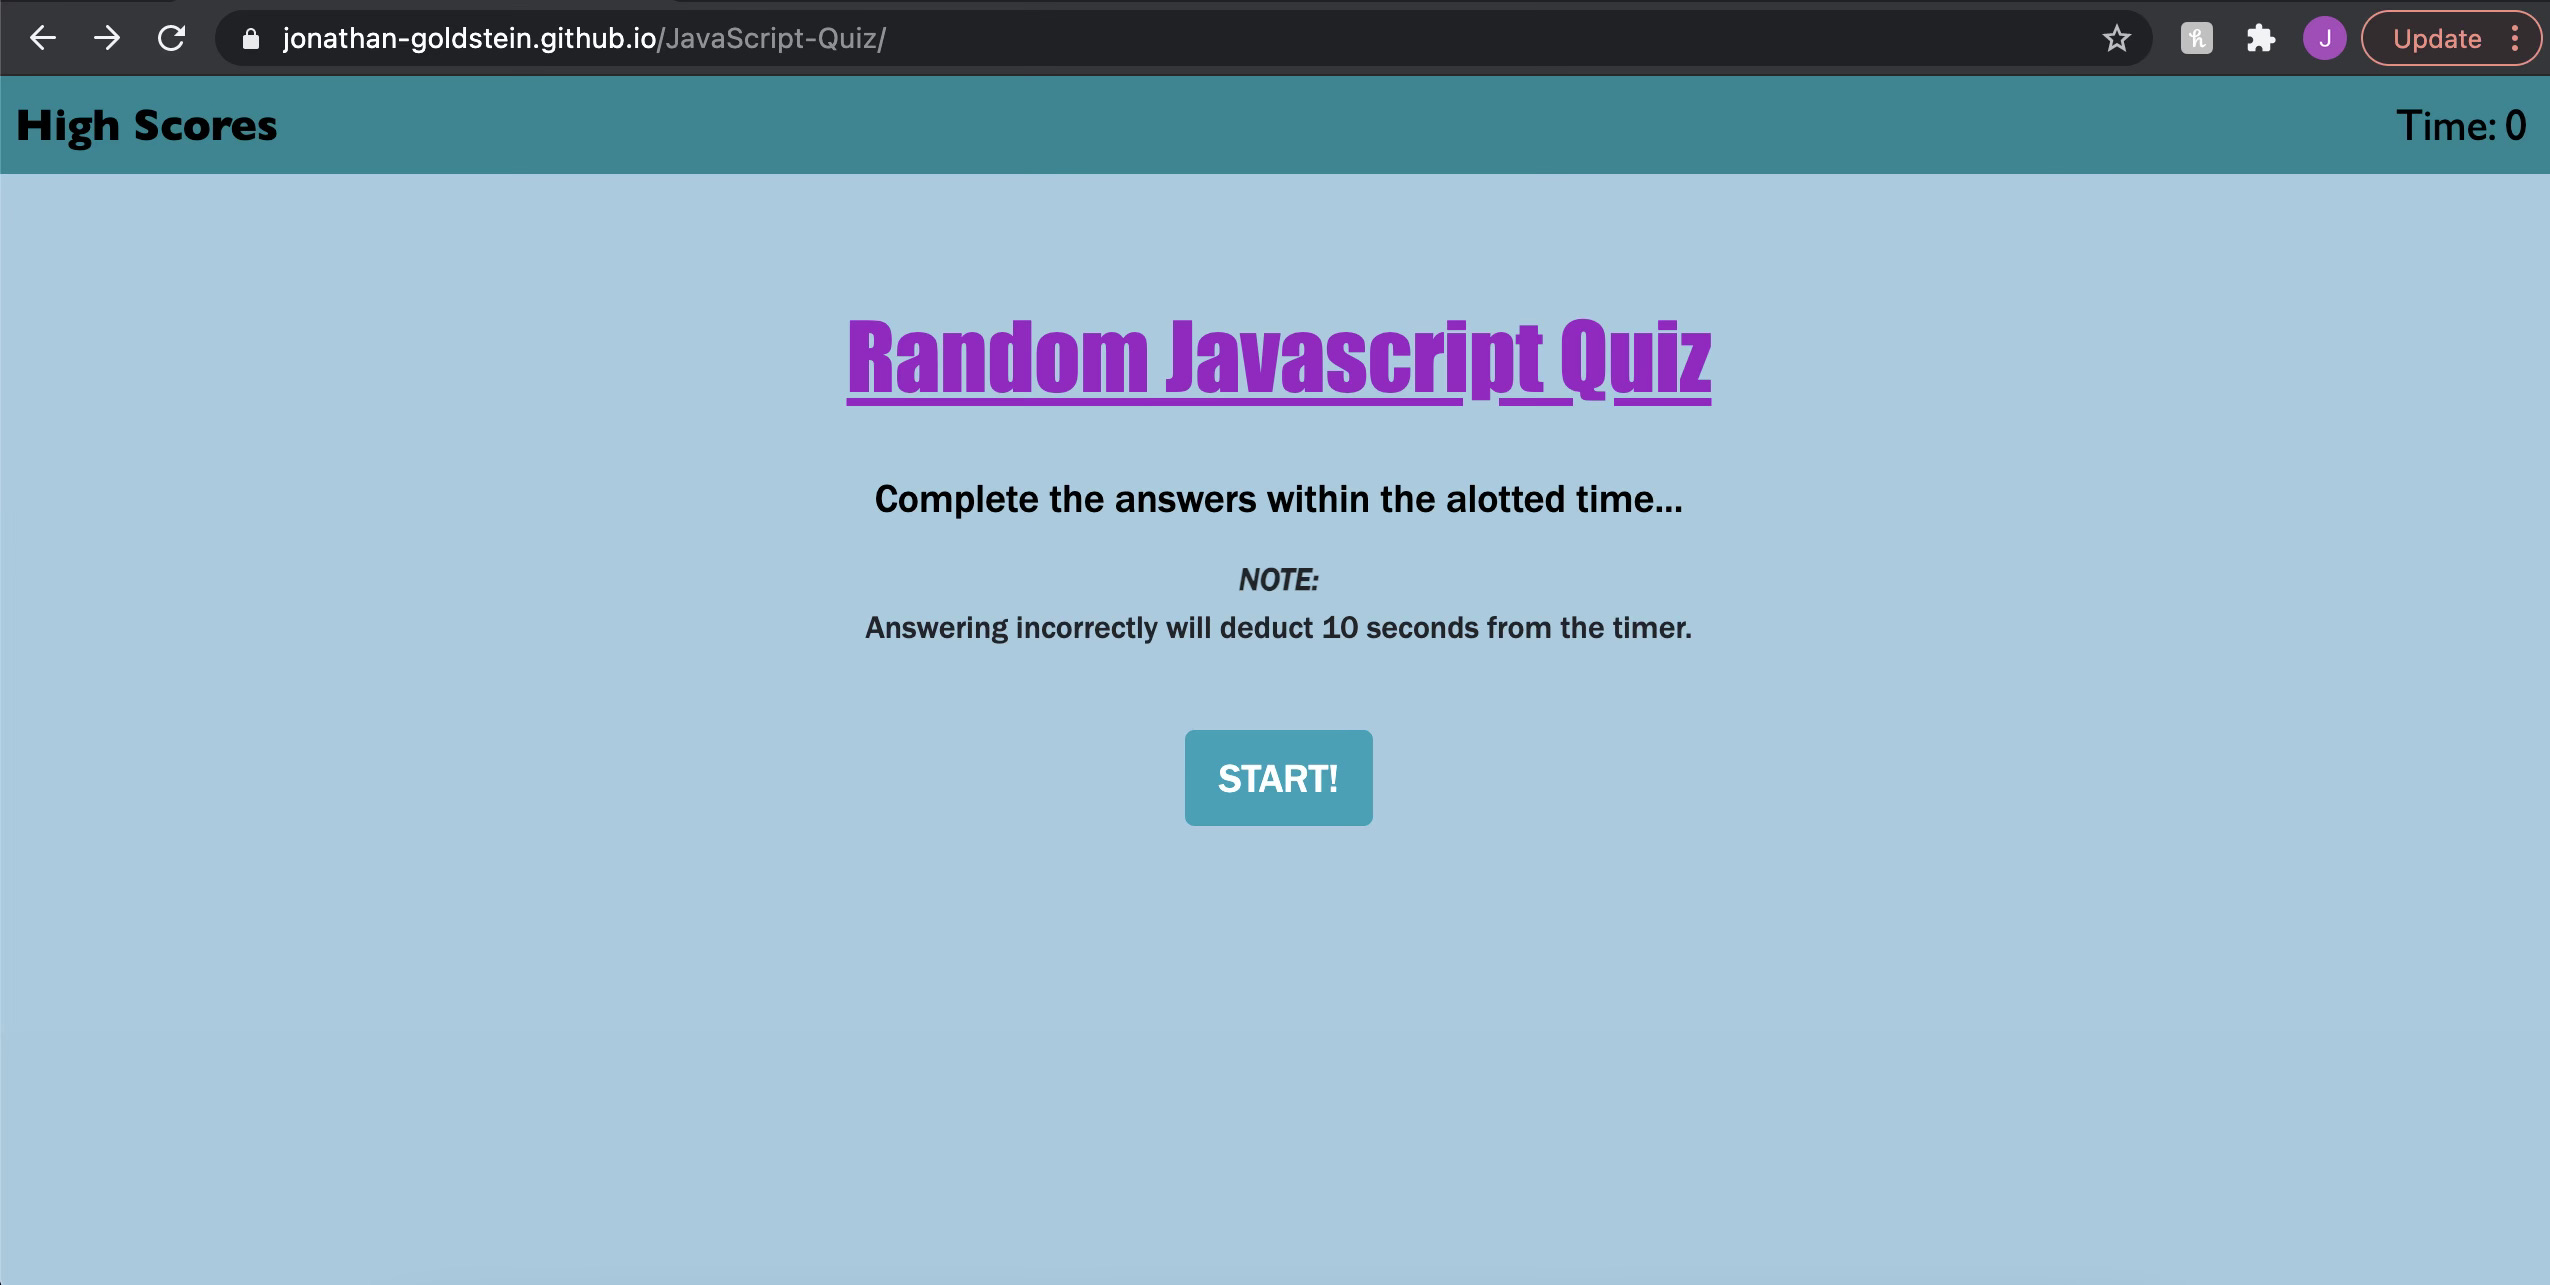 jonathan-goldstein.github.io/JavaScript-Quiz/
h
J
Update
High Scores
Time: 0
Random Javascript Quiz
Complete the answers within the alotted time...
NOTE:
Answering incorrectly will deduct 10 seconds from the timer.
START!